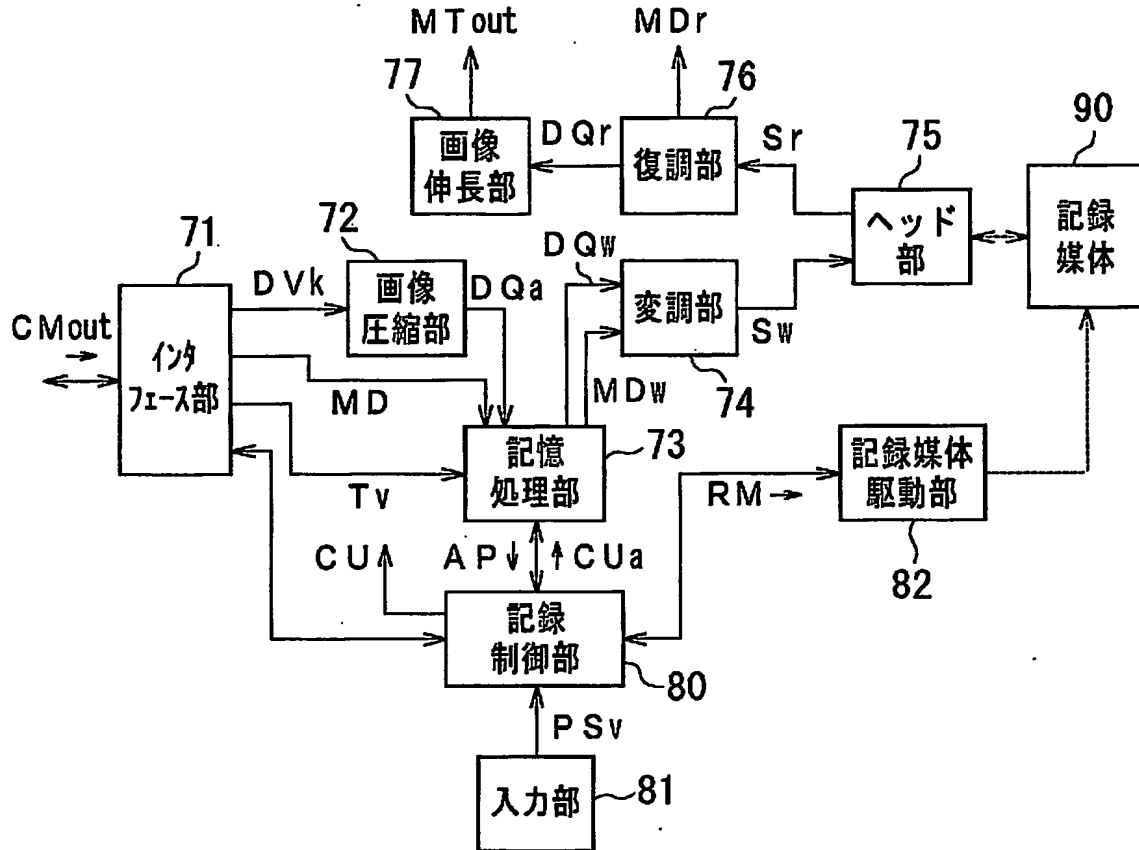 MTout
MDr
77
76
90
画像
伸長部
DQr
復調部
Sr
75
記録
媒体
ヘッド
部
71
72
DQw
DVk
画像
圧縮部
DQa
変調部
Sw
CMout
インタ
フェース部
MD
MDw
74
記憶
処理部
73
Tv
RM
記録媒体
駆動部
CU
AP
CUa
82
記録
制御部
80
PSv
入力部
81